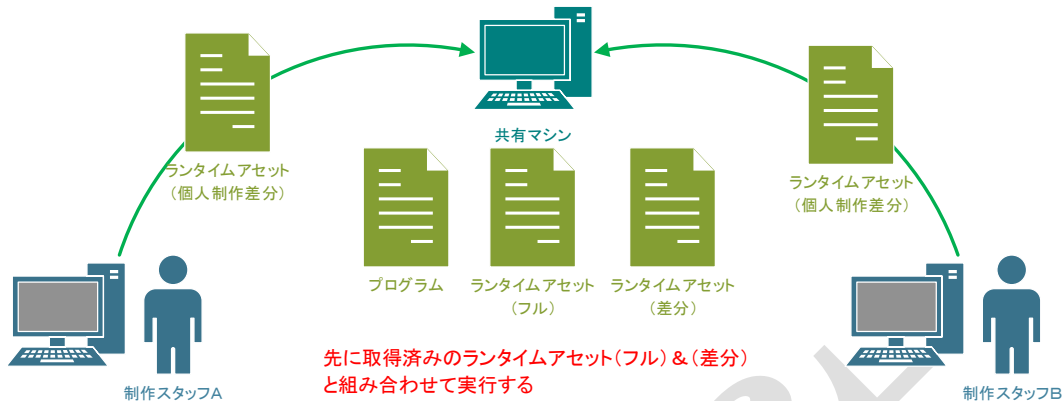 共有マシン
ランタイムアセット
（個人制作差分）
ランタイムアセット
（個人制作差分）
プログラム
ランタイムアセット
（フル）
ランタイムアセット
（差分）
先に取得済みのランタイムアセット（フル）＆（差分）
と組み合わせて実行する
制作スタッフA
制作スタッフB